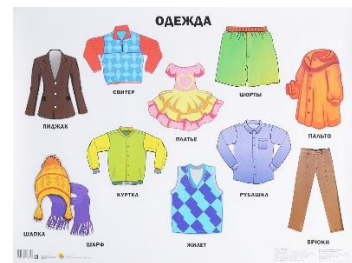 ОДЕЖДА
ПИДЖАК
СВИТЕР
ПЛАТЬЕ
ШОРТЫ
ПАЛЬТО
ШАПКА
ШАРФ
КУРТКА
ЖИЛЕТ
РУБАШКА
БРЮКИ